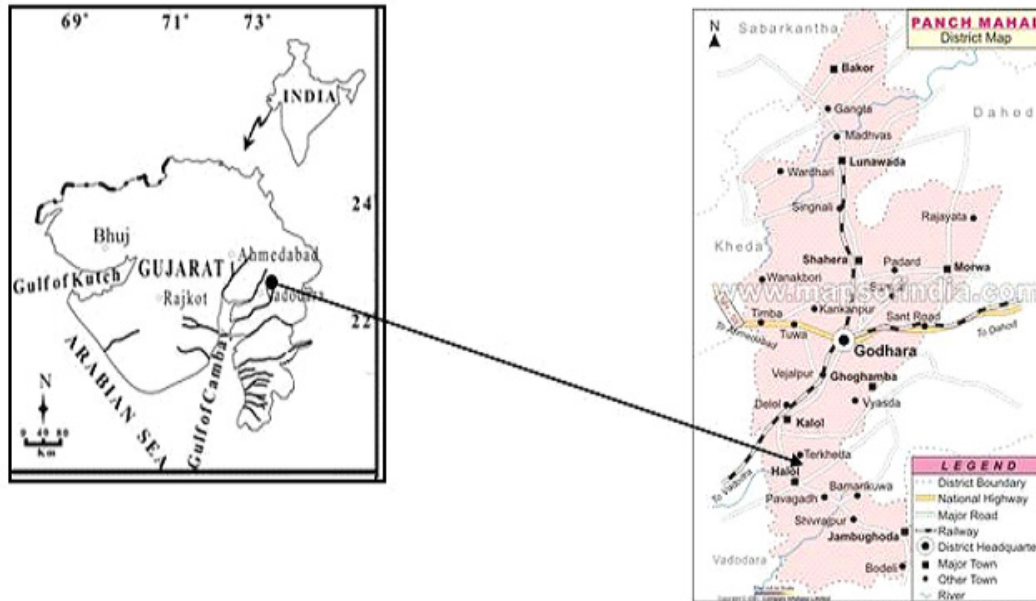 69° 71° 73°
INDIA
24
Bhuj
Ahmedabad
GUJARAT
Gulf of Kutch
Rajkot
Vadodara
22
ARABIAN SEA
Gulf of Cambay
N
0 40 80
Km
PANCH MAHAL
District Map
N
Sabarkantha
Bakor
Gangta
Dahod
Madhvas
Lunawada
Wardhari
Singnali
Rajayata
Kheda
Shahera
Padard
Morwa
Wanakbori
www.mapsofindia.com
Kankanpur
Timba
Sant Road
To Ahmedabad
Tuwa
To Dahod
Godhara
Vejalpur
Ghoghamba
Delol
Vyasda
Kalol
Terkheda
Halol
To Vadodra
Pavagadh
Bamankuwa
Shivrajpur
Jambughoda
Vadodara
Bodeli
LEGEND
District Boundary
National Highway
Major Road
Railway
District Headquarte
Major Town
Other Town
River